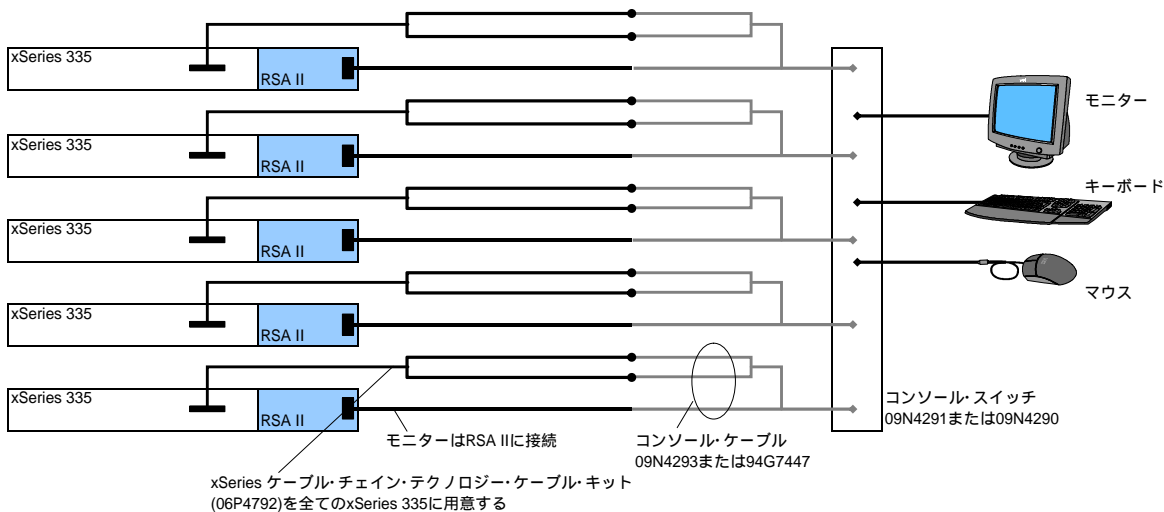 xSeries 335
RSA II
xSeries 335
RSA II
xSeries 335
RSA II
xSeries 335
RSA II
xSeries 335
RSA II
モニター
キーボード
マウス
コンソール・スイッチ
09N4291または09N4290
モニターはRSA IIに接続
コンソール・ケーブル
09N4293または94G7447
xSeries ケーブル・チェイン・テクノロジー・ケーブル・キット
(06P4792)を全てのxSeries 335に用意する